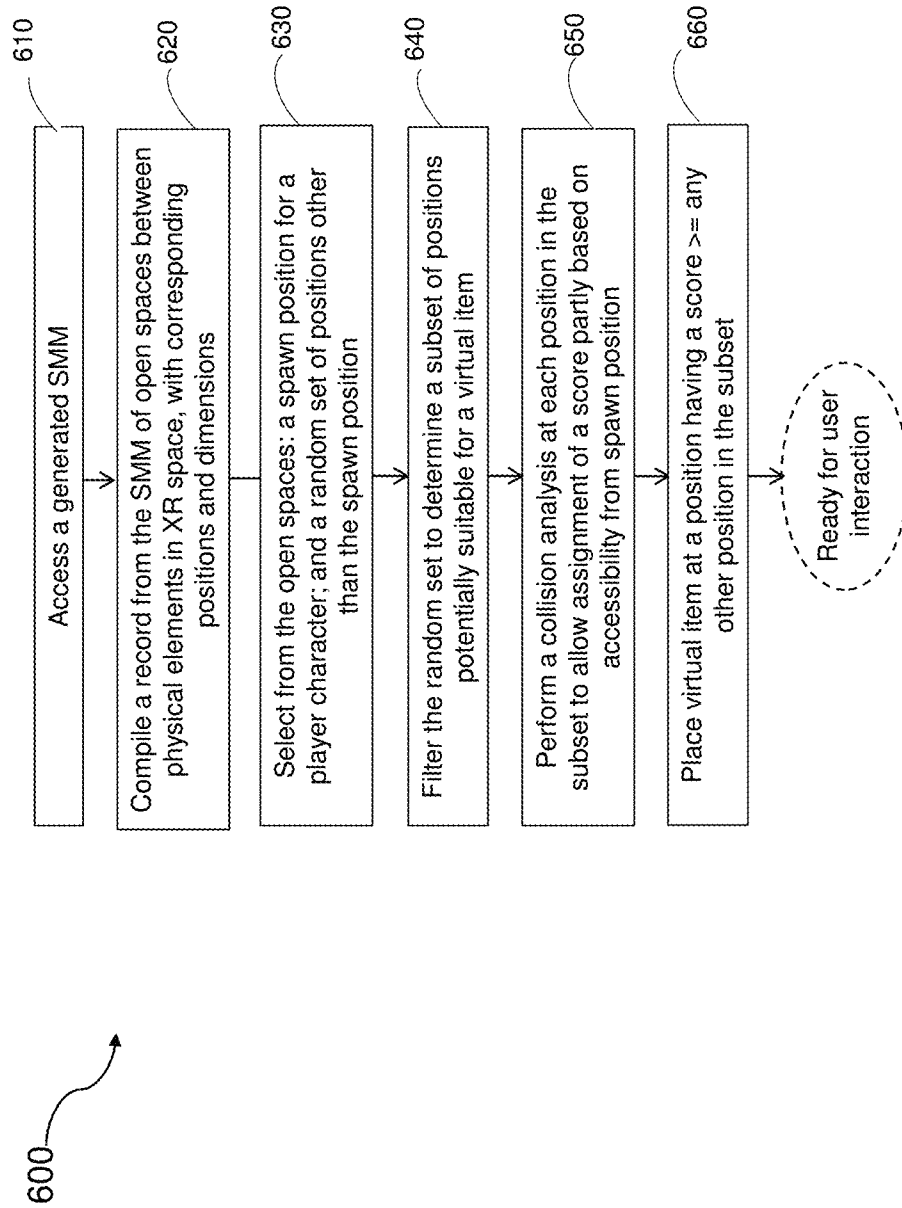 600
610
Access a generated SMM
620
Compile a record from the SMM of open spaces between
physical elements in XR space, with corresponding
positions and dimensions
630
Select from the open spaces: a spawn position for a
player character; and a random set of positions other
than the spawn position
640
Filter the random set to determine a subset of positions
potentially suitable for a virtual item
650
Perform a collision analysis at each position in the
subset to allow assignment of a score partly based on
accessibility from spawn position
660
Place virtual item at a position having a score >= any
other position in the subset
Ready for user
interaction